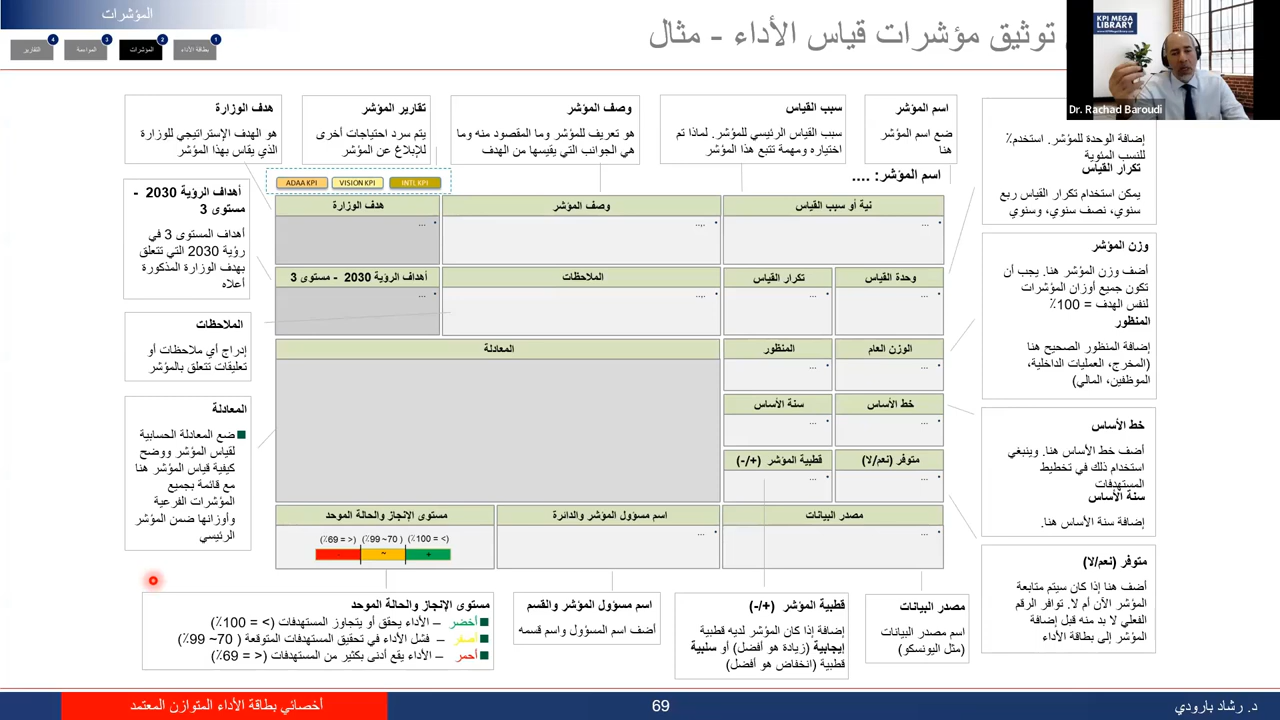 المؤشرات
1
بطاقة الأداء
2
المؤشرات
3
المواءمة
4
التقارير
توثيق مؤشرات قياس الأداء - مثال
KPI MEGA
LIBRARY
Dr. Rachad Baroudi
اسم المؤشر
ضع اسم المؤشر
هنا
سبب القياس
سبب القياس الرئيسي للمؤشر. لماذا تم
اختياره ومهمة تتبع هذا المؤشر
وصف المؤشر
هو تعريف للمؤشر وما المقصود منه وما
هي الجوانب التي يقيسها من الهدف
تقارير المؤشر
يتم سرد احتياجات أخرى
للإبلاغ عن المؤشر
هدف الوزارة
هو الهدف الإستراتيجي للوزارة
الذي يقاس بهذا المؤشر
إضافة الوحدة للمؤشر. استخدم٪
للنسب المئوية
تكرار القياس
يمكن استخدام تكرار القياس ربع
سنوي، نصف سنوي، وسنوي
وزن المؤشر
أضف وزن المؤشر هنا. يجب أن
تكون جميع أوزان المؤشرات
لنفس الهدف = 100٪
المنظور
إضافة المنظور الصحيح هنا
(المخرج، العمليات الداخلية،
الموظفين، المالي)
خط الأساس
أضف خط الأساس هنا. وينبغي
استخدام ذلك في تخطيط
المستهدفات
سنة الأساس
إضافة سنة الأساس هنا.
متوفر (نعم/لا)
أضف هنا إذا كان سيتم متابعة
المؤشر الآن أم لا. توافر الرقم
الفعلي لا بد منه قبل إضافة
المؤشر إلى بطاقة الأداء
اسم المؤشر: ....
INTL KPI
VISION KPI
ADAA KPI
نية أو سبب القياس
وصف المؤشر
هدف الوزارة
• ...
• ....
• ...
وحدة القياس
تكرار القياس
الملاحظات
أهداف الرؤية 2030 - مستوى 3
• ...
• ...
• ....
• ...
الوزن العام
المنظور
المعادلة
• ...
• ...
خط الأساس
سنة الأساس
• ...
• ...
متوفر (نعم/لا)
قطبية المؤشر (+/-)
• ...
• ...
مصدر البيانات
اسم مسؤول المؤشر والدائرة
مستوى الإنجاز والحالة الموحد
• ...
• ...
(> = 100٪)
(70~ 99٪)
(< = 69٪)
+
~
-
أهداف الرؤية 2030 -
مستوى 3
أهداف المستوى 3 في
رؤية 2030 التي تتعلق
بهدف الوزارة المذكورة
أعلاه
الملاحظات
إدراج أي ملاحظات أو
تعليقات تتعلق بالمؤشر
المعادلة
ضع المعادلة الحسابية
لقياس المؤشر ووضح
كيفية قياس المؤشر هنا
مع قائمة بجميع
المؤشرات الفرعية
وأوزانها ضمن المؤشر
الرئيسي
مصدر البيانات
اسم مصدر البيانات
(مثل اليونسكو)
قطبية المؤشر (+/-)
إضافة إذا كان المؤشر لديه قطبية
إيجابية (زيادة هو أفضل) أو سلبية
قطبية (انخفاض هو أفضل)
اسم مسؤول المؤشر والقسم
أضف اسم المسؤول واسم قسمه
مستوى الإنجاز والحالة الموحد
أخضر – الأداء يحقق أو يتجاوز المستهدفات (> = 100٪)
أصفر – فشل الأداء في تحقيق المستهدفات المتوقعة (70~ 99٪)
أحمر – الأداء يقع أدنى بكثير من المستهدفات (< = 69٪)
د. رشاد بارودي
69
أخصائي بطاقة الأداء المتوازن المعتمد